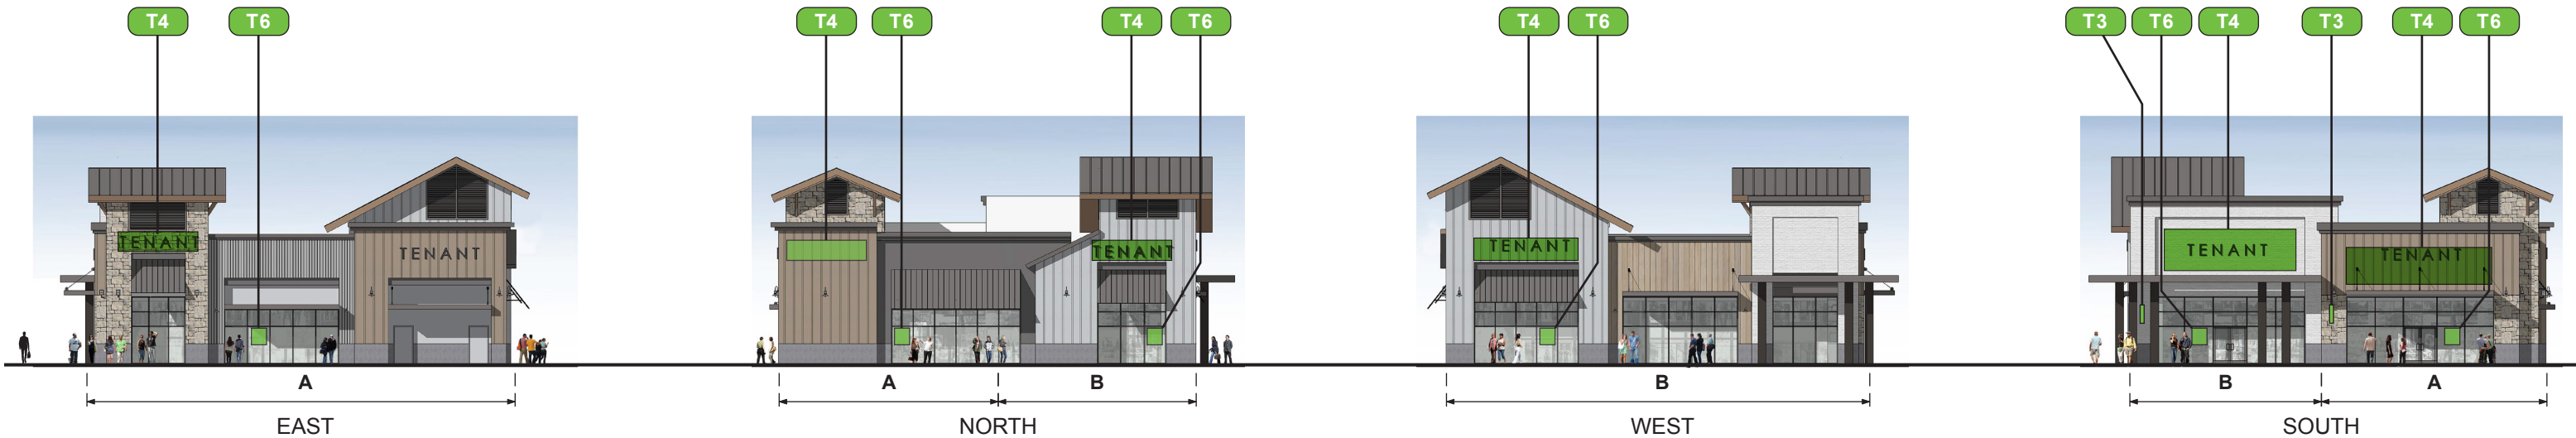 T4 T6 T4 T6 T4 T6 T4 T6 T3 T6 T4 T3 T4 T6
TENANT TENANT TENANT TENANT TENANT TENANT
A A B B B A
EAST NORTH WEST SOUTH